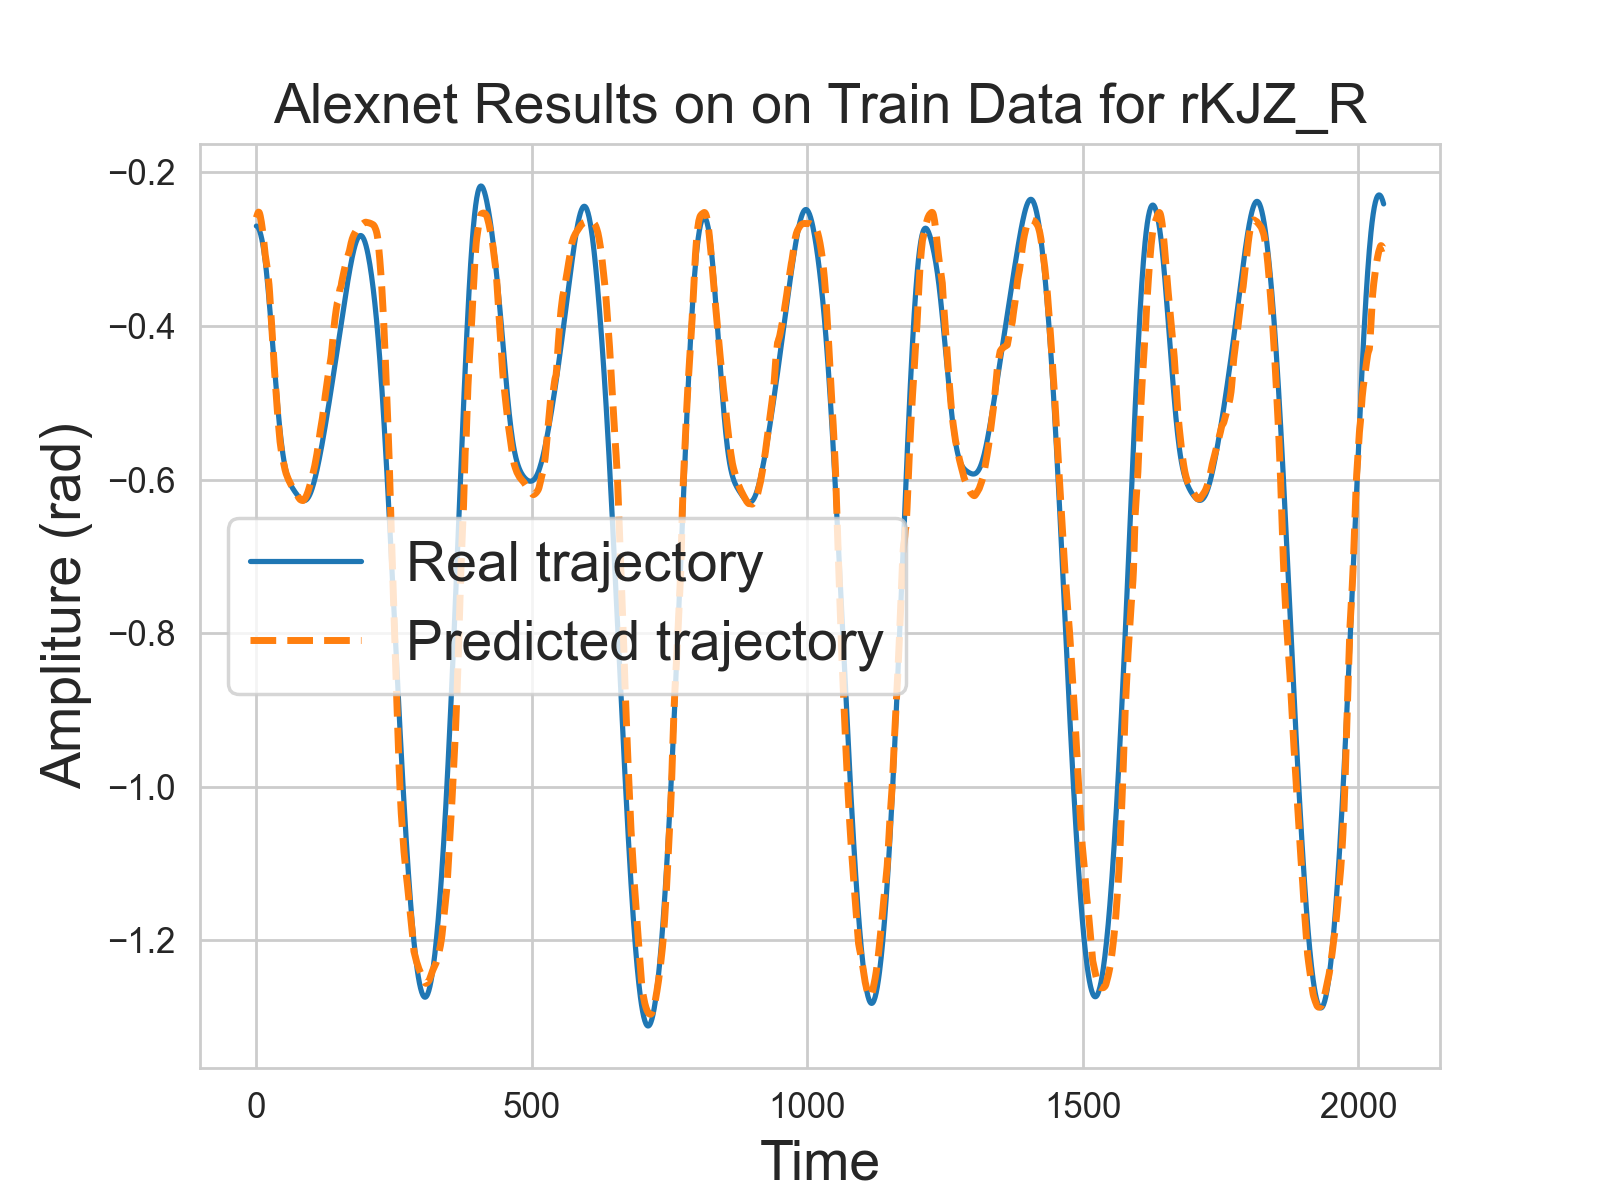 Alexnet Results on on Train Data for rKJZ_R
−0.2
−0.4
−0.6
−0.8
−1.0
−1.2
Ampliture (rad)
Real trajectory
Predicted trajectory
0 500 1000 1500 2000
Time